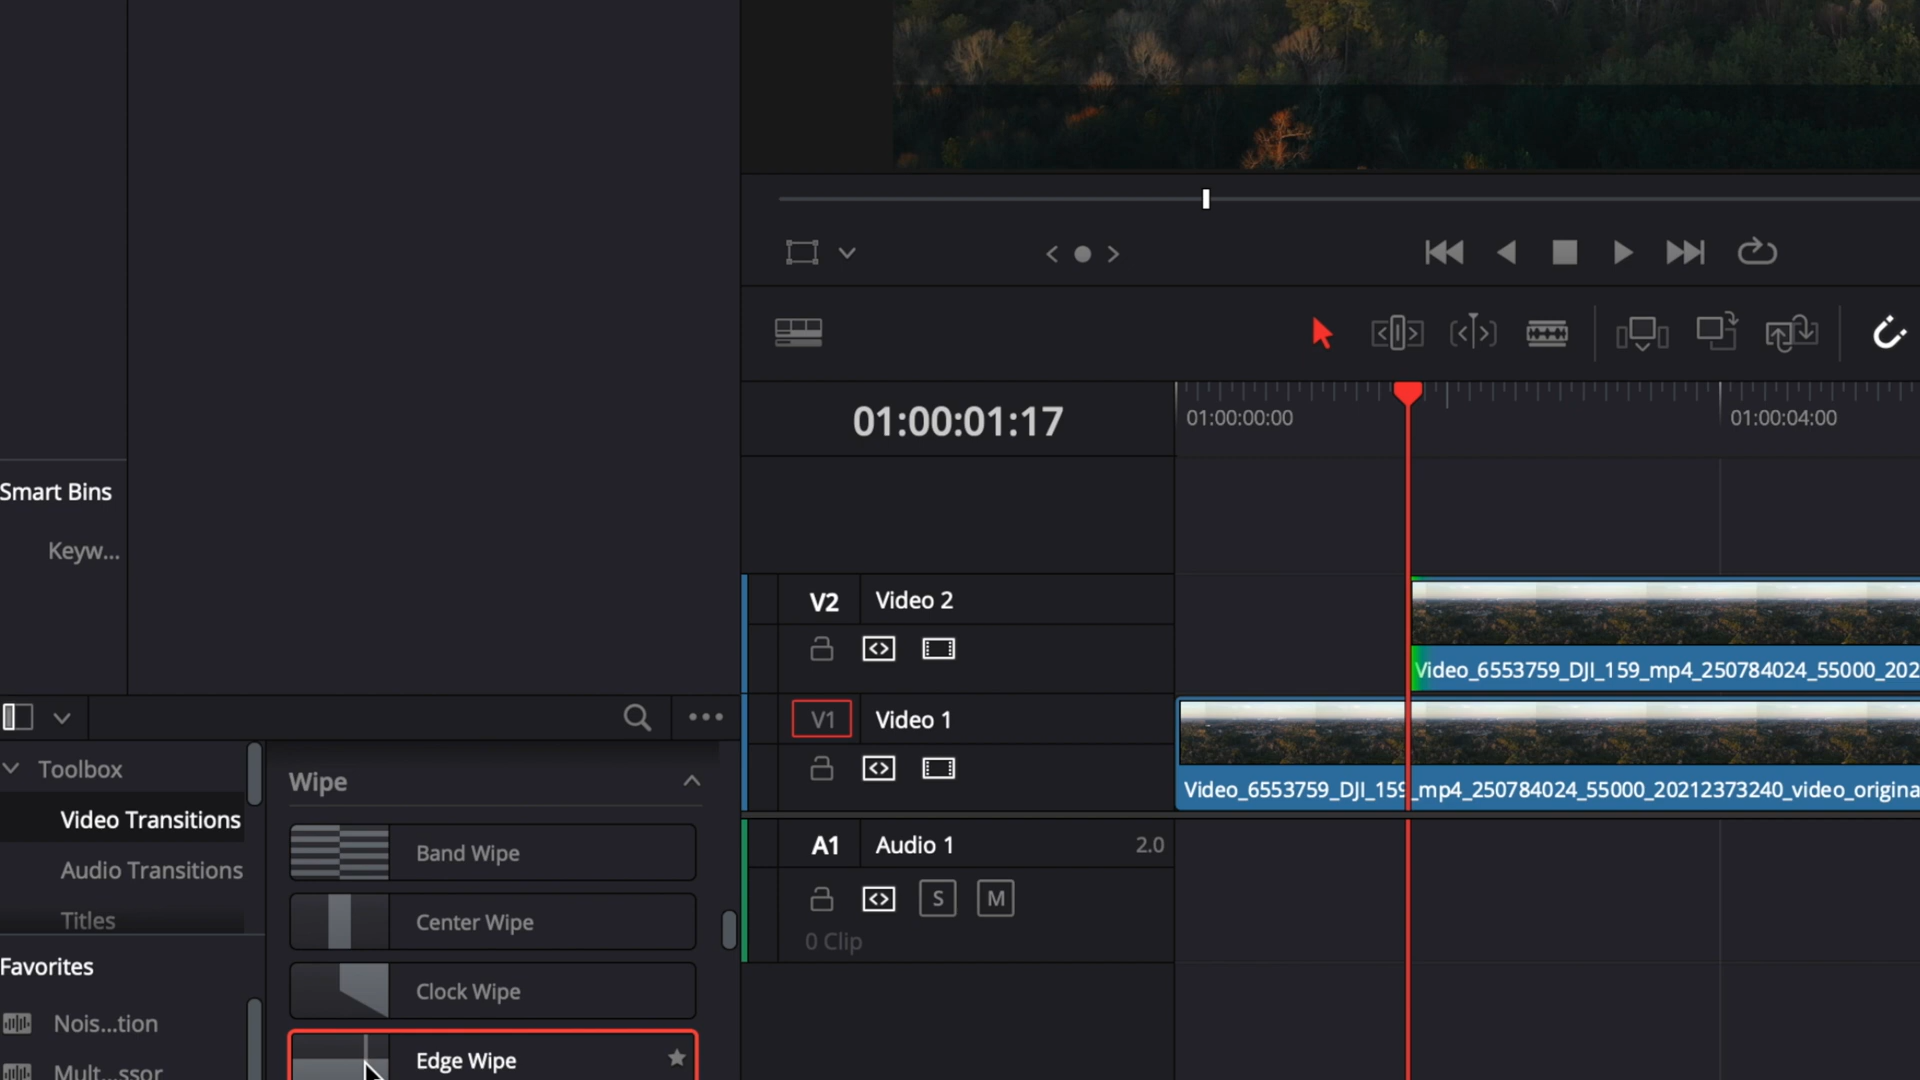 01:00:01:17
01:00:00:00
01:00:04:00
Smart Bins
Keyw...
V2 Video 2
Video_6553759_DJI_159_mp4_250784024_55000_202
V1 Video 1
Video_6553759_DJI_159_mp4_250784024_55000_20212373240_video_origina
A1 Audio 1 2.0
S M
0 Clip
Toolbox
Video Transitions
Audio Transitions
Titles
Favorites
Nois...tion
Mult...ssor
Wipe
Band Wipe
Center Wipe
Clock Wipe
Edge Wipe